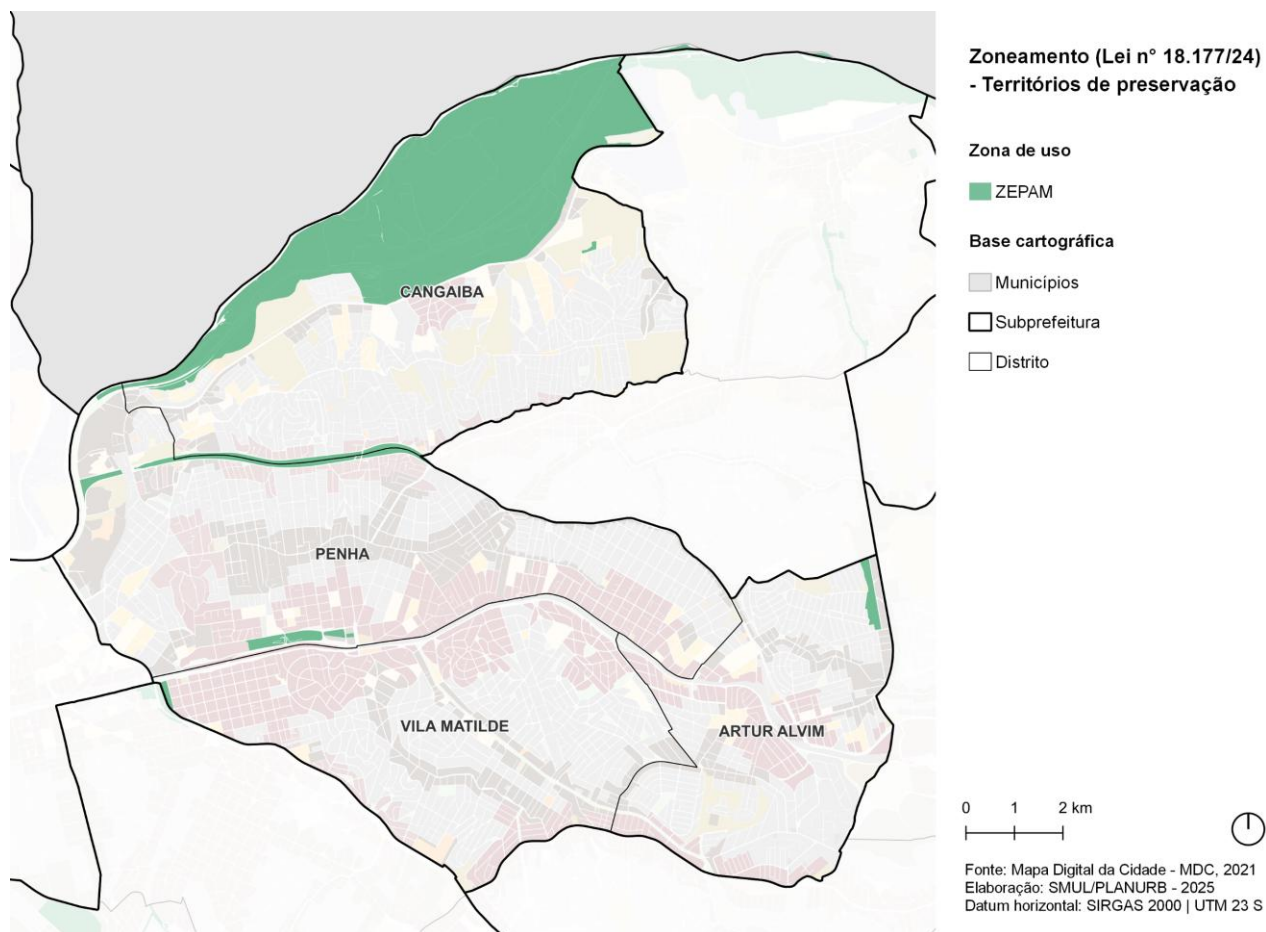 Zoneamento (Lei n° 18.177/24)
- Territórios de preservação
Zona de uso
ZEPAM
Base cartográfica
Municípios
Subprefeitura
Distrito
CANGAIBA
PENHA
VILA MATILDE
ARTUR ALVIM
0 1 2 km
Fonte: Mapa Digital da Cidade - MDC, 2021
Elaboração: SMUL/PLANURB - 2025
Datum horizontal: SIRGAS 2000 | UTM 23 S